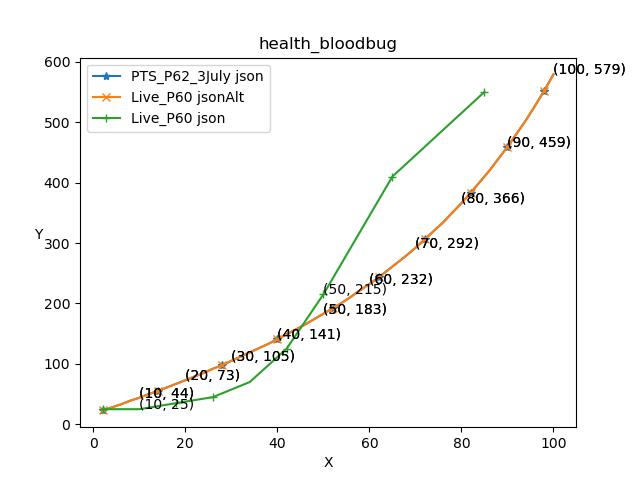 health_bloodbug
PTS_P62_3July json
Live_P60 jsonAlt
Live_P60 json
600
500
400
300
200
100
0
Y
(100, 579)
(90, 459)
(80, 366)
(70, 292)
(60, 232)
(50, 215)
(50, 183)
(40, 141)
(30, 105)
(20, 73)
(10, 44)
(10, 25)
0 20 40 60 80 100
X